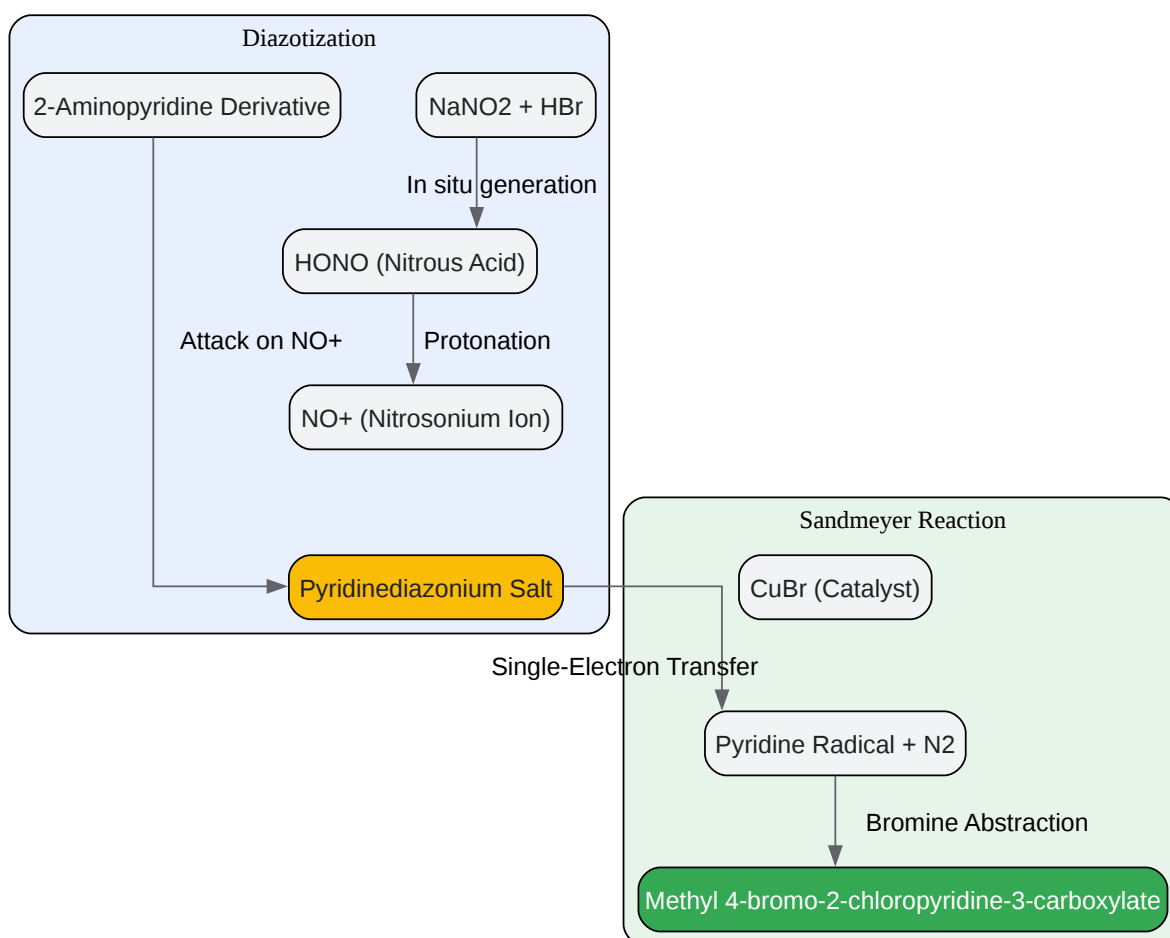 Diazotization
2-Aminopyridine Derivative
NaNO2 + HBr
In situ generation
HONO (Nitrous Acid)
Attack on NO+
Protonation
NO+ (Nitrosonium Ion)
Sandmeyer Reaction
Pyridinediazonium Salt
CuBr (Catalyst)
Single-Electron Transfer
Pyridine Radical + N2
Bromine Abstraction
Methyl 4-bromo-2-chloropyridine-3-carboxylate